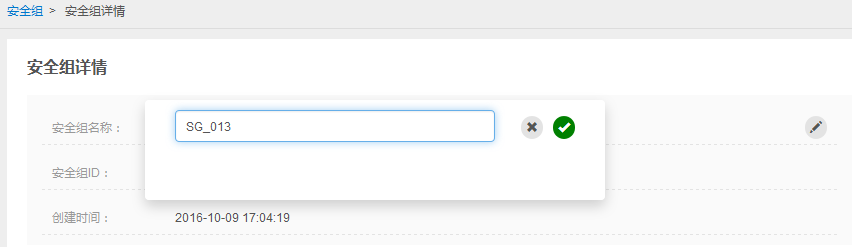 安全组 > 安全组详情
安全组详情
安全组名称： SG_013
安全组ID：
创建时间： 2016-10-09 17:04:19